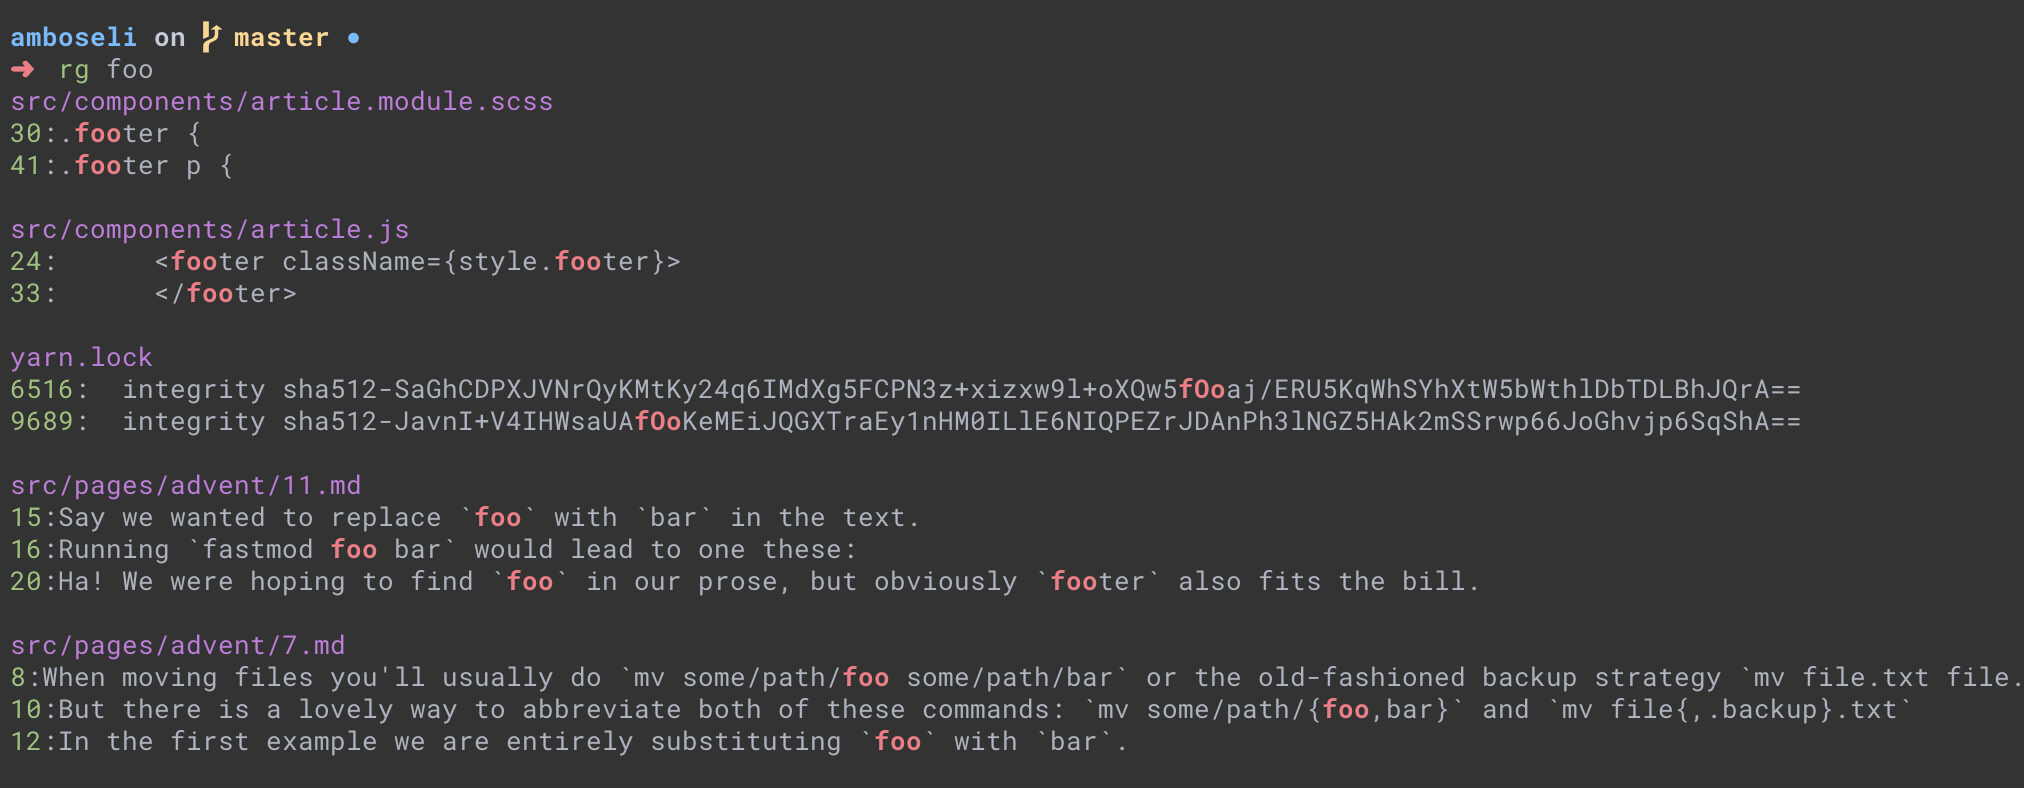 amboseli on master ●
➜ rg foo
src/components/article.module.scss
30:.footer {
41:.footer p {
src/components/article.js
24:      <footer className={style.footer}>
33:      </footer>
yarn.lock
6516:  integrity sha512-SaGhCDPXJVNrQyKMtKy24q6IMdXg5FCPN3z+xizxw9l+oXQw5fOoaj/ERU5KqWhSYhXtW5bWthlDbTDLBhJQrA==
9689:  integrity sha512-JavnI+V4IHWsaUAfOoKeMEiJQGXTraEy1nHM0ILlE6NIQPEZrJDAnPh3lNGZ5HAk2mSSrwp66JoGhvjp6SqShA==
src/pages/advent/11.md
15:Say we wanted to replace `foo` with `bar` in the text.
16:Running `fastmod foo bar` would lead to one these:
20:Ha! We were hoping to find `foo` in our prose, but obviously `footer` also fits the bill.
src/pages/advent/7.md
8:When moving files you'll usually do `mv some/path/foo some/path/bar` or the old-fashioned backup strategy `mv file.txt file.
10:But there is a lovely way to abbreviate both of these commands: `mv some/path/{foo,bar}` and `mv file{,.backup}.txt`
12:In the first example we are entirely substituting `foo` with `bar`.